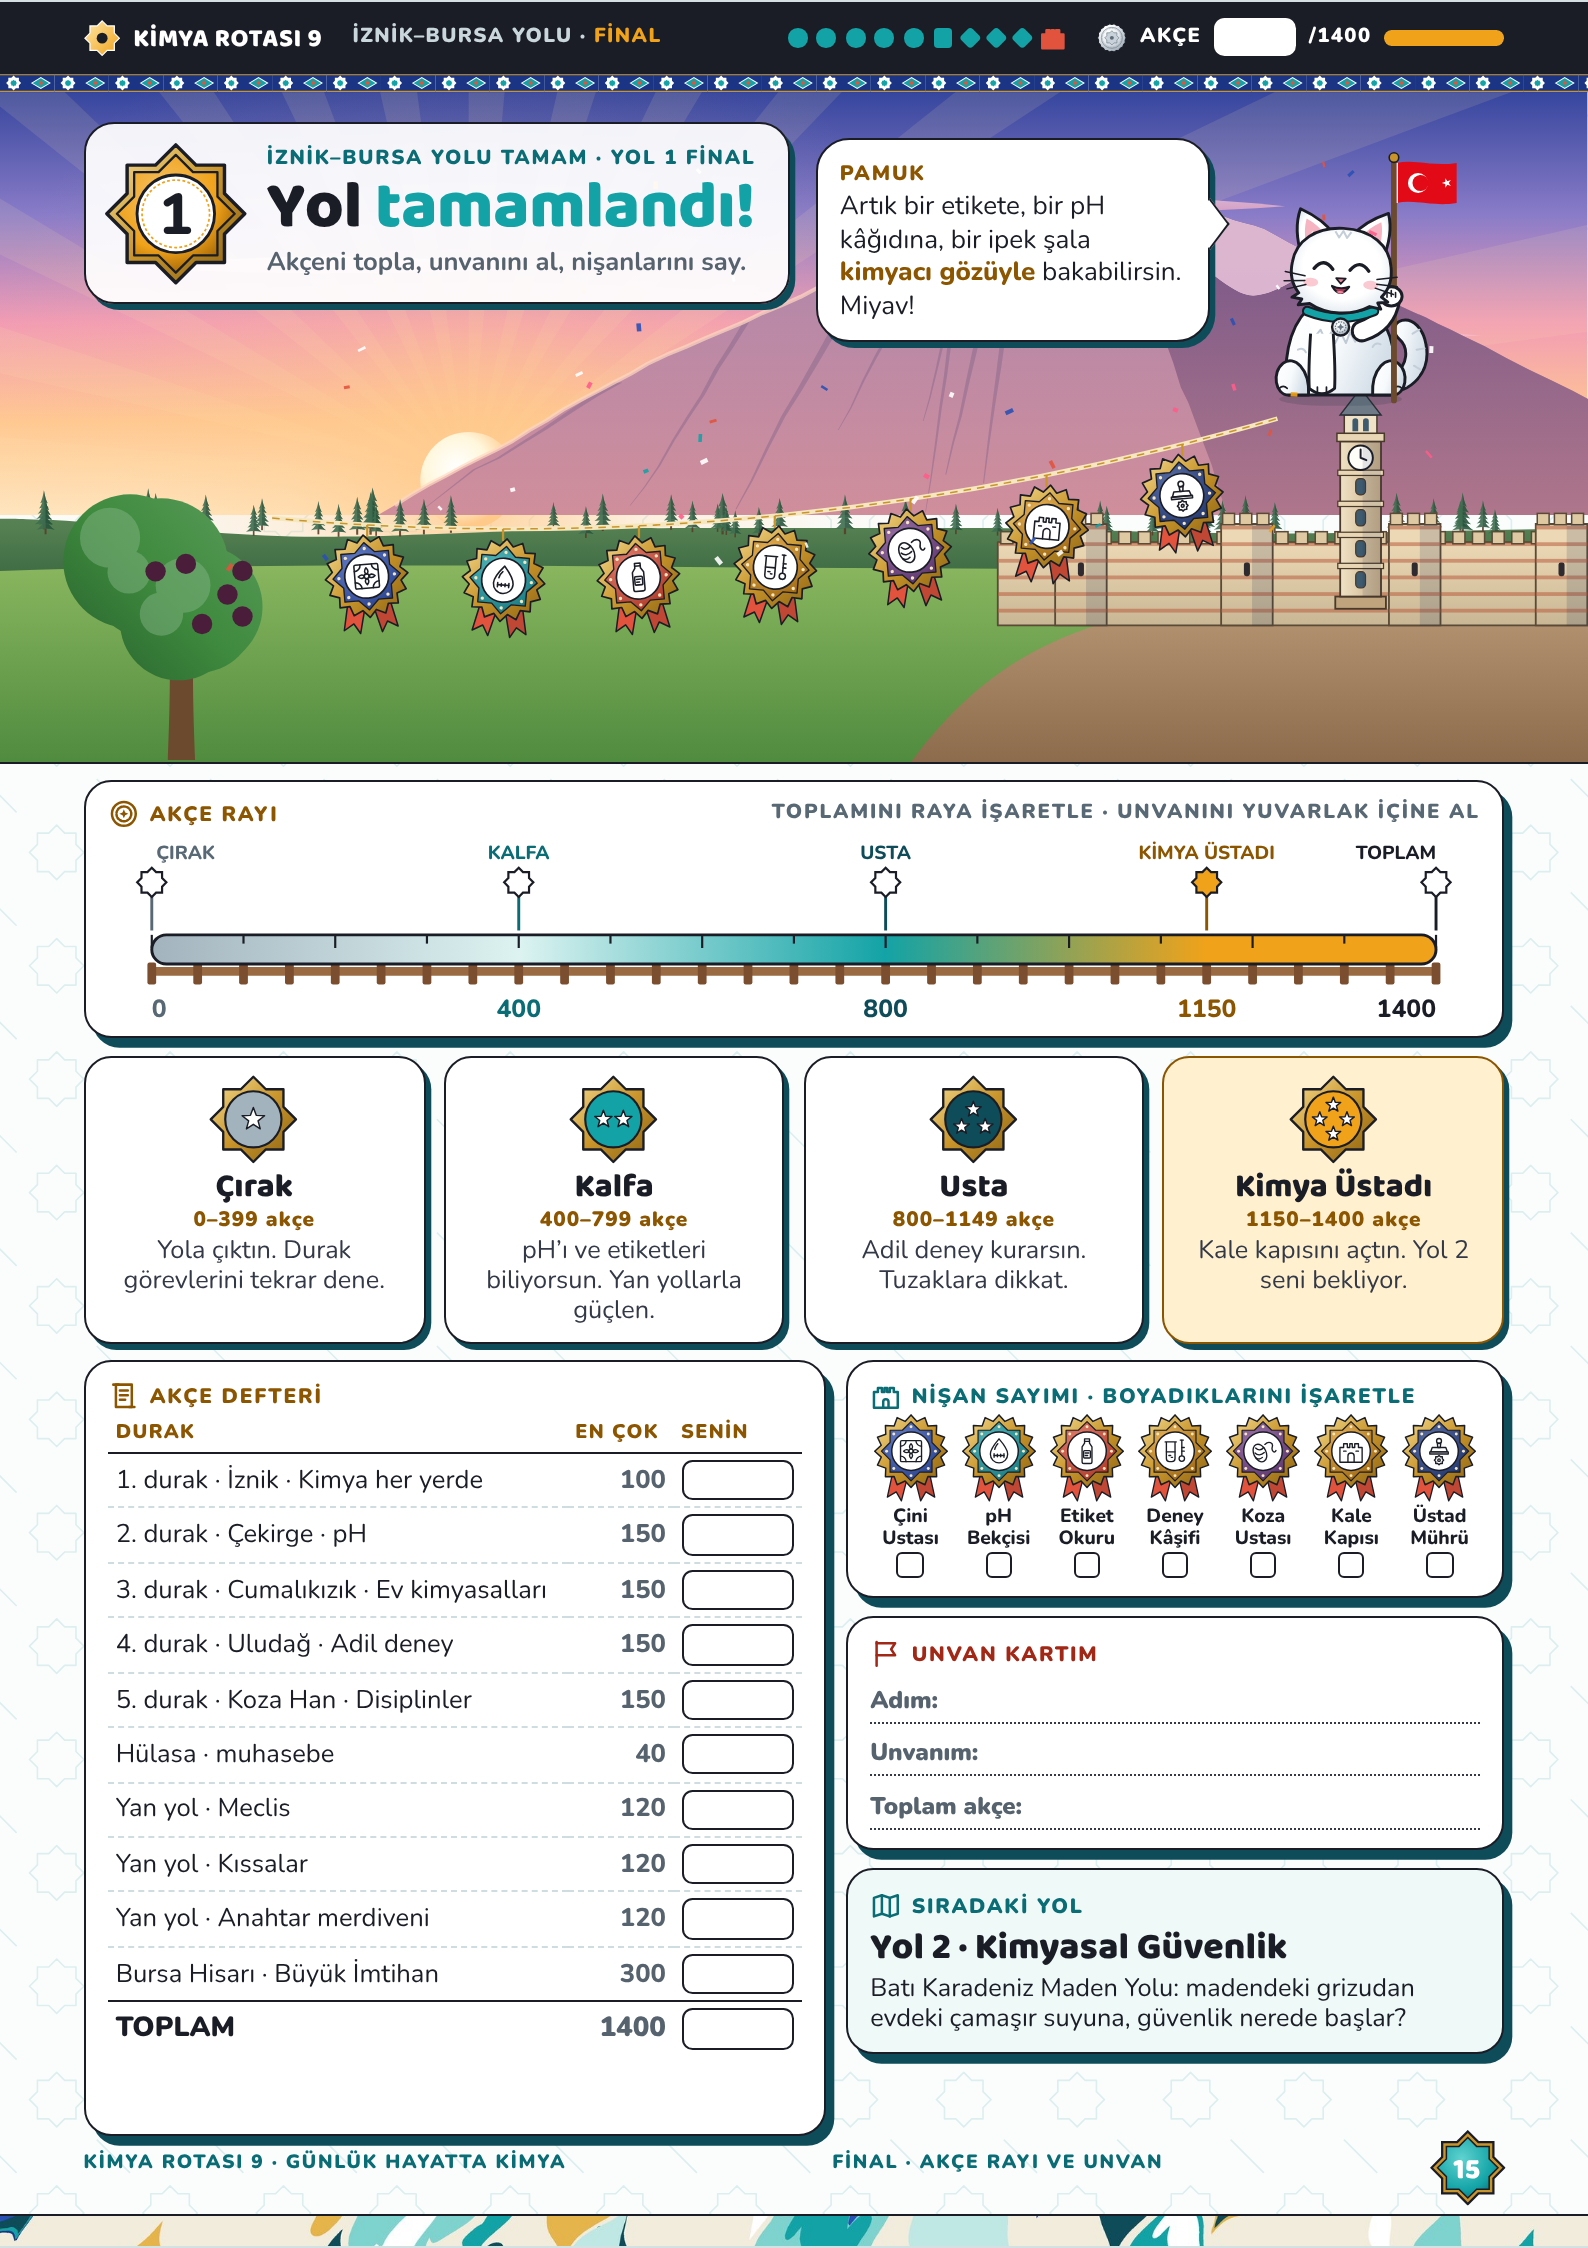 KİMYA ROTASI 9
İZNİK–BURSA YOLU · FİNAL
AKÇE /1400
İZNİK–BURSA YOLU TAMAM · YOL 1 FİNAL
1
Yol tamamlandı!
Akçeni topla, unvanını al, nişanlarını say.
PAMUK
Artık bir etikete, bir pH
kâğıdına, bir ipek şala
kimyacı gözüyle bakabilirsin.
Miyav!
AKÇE RAYI
TOPLAMINI RAYA İŞARETLE · UNVANINI YUVARLAK İÇİNE AL
ÇIRAK KALFA USTA KİMYA ÜSTADI TOPLAM
0 400 800 1150 1400
Çırak
0–399 akçe
Yola çıktın. Durak
görevlerini tekrar dene.
Kalfa
400–799 akçe
pH’ı ve etiketleri
biliyorsun. Yan yollarla
güçlen.
Usta
800–1149 akçe
Adil deney kurarsın.
Tuzaklara dikkat.
Kimya Üstadı
1150–1400 akçe
Kale kapısını açtın. Yol 2
seni bekliyor.
AKÇE DEFTERİ
DURAK EN ÇOK SENİN
1. durak · İznik · Kimya her yerde 100
2. durak · Çekirge · pH 150
3. durak · Cumalıkızık · Ev kimyasalları 150
4. durak · Uludağ · Adil deney 150
5. durak · Koza Han · Disiplinler 150
Hülasa · muhasebe 40
Yan yol · Meclis 120
Yan yol · Kıssalar 120
Yan yol · Anahtar merdiveni 120
Bursa Hisarı · Büyük İmtihan 300
TOPLAM 1400
NİŞAN SAYIMI · BOYADIKLARINI İŞARETLE
Çini Ustası
pH Bekçisi
Etiket Okuru
Deney Kâşifi
Koza Ustası
Kale Kapısı
Üstad Mührü
UNVAN KARTIM
Adım:
Unvanım:
Toplam akçe:
SIRADAKİ YOL
Yol 2 · Kimyasal Güvenlik
Batı Karadeniz Maden Yolu: madendeki grizudan
evdeki çamaşır suyuna, güvenlik nerede başlar?
KİMYA ROTASI 9 · GÜNLÜK HAYATTA KİMYA
FİNAL · AKÇE RAYI VE UNVAN
15